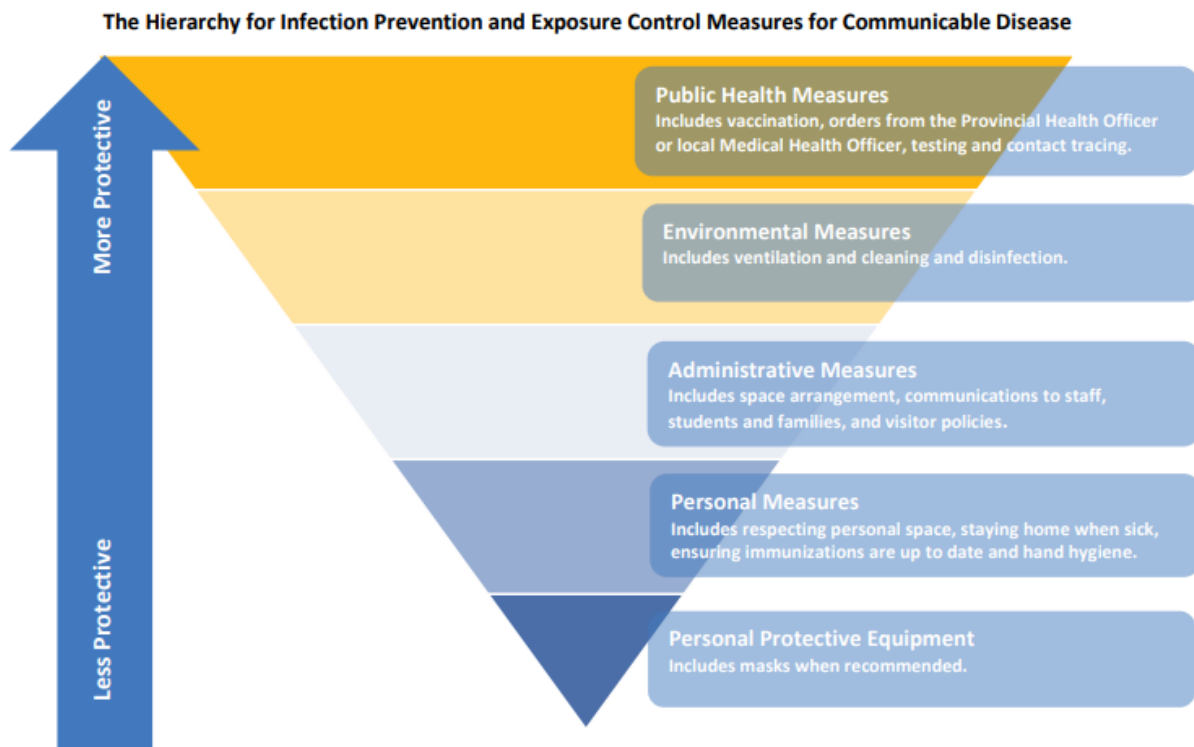 The Hierarchy for Infection Prevention and Exposure Control Measures for Communicable Disease
More Protective
Less Protective
Public Health Measures
Includes vaccination, orders from the Provincial Health Officer
or local Medical Health Officer, testing and contact tracing.
Environmental Measures
Includes ventilation and cleaning and disinfection.
Administrative Measures
Includes space arrangement, communications to staff,
students and families, and visitor policies.
Personal Measures
Includes respecting personal space, staying home when sick,
ensuring immunizations are up to date and hand hygiene.
Personal Protective Equipment
Includes masks when recommended.